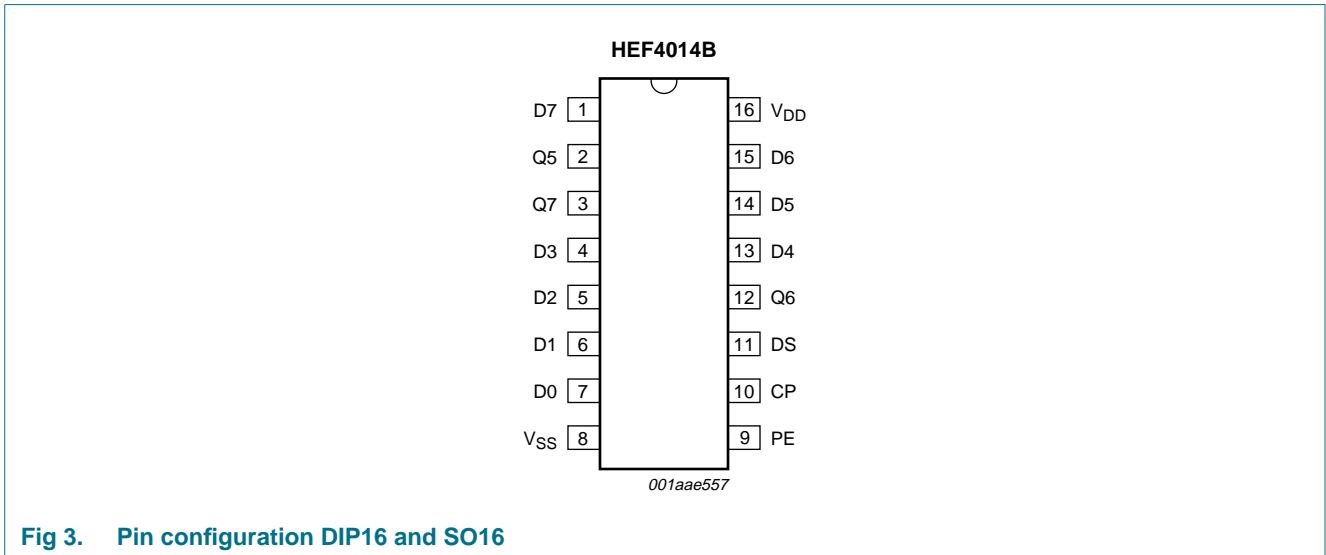 HEF4014B
D7 1 16 VDD
Q5 2 15 D6
Q7 3 14 D5
D3 4 13 D4
D2 5 12 Q6
D1 6 11 DS
D0 7 10 CP
VSS 8 9 PE
001aae557
Fig 3. Pin configuration DIP16 and SO16